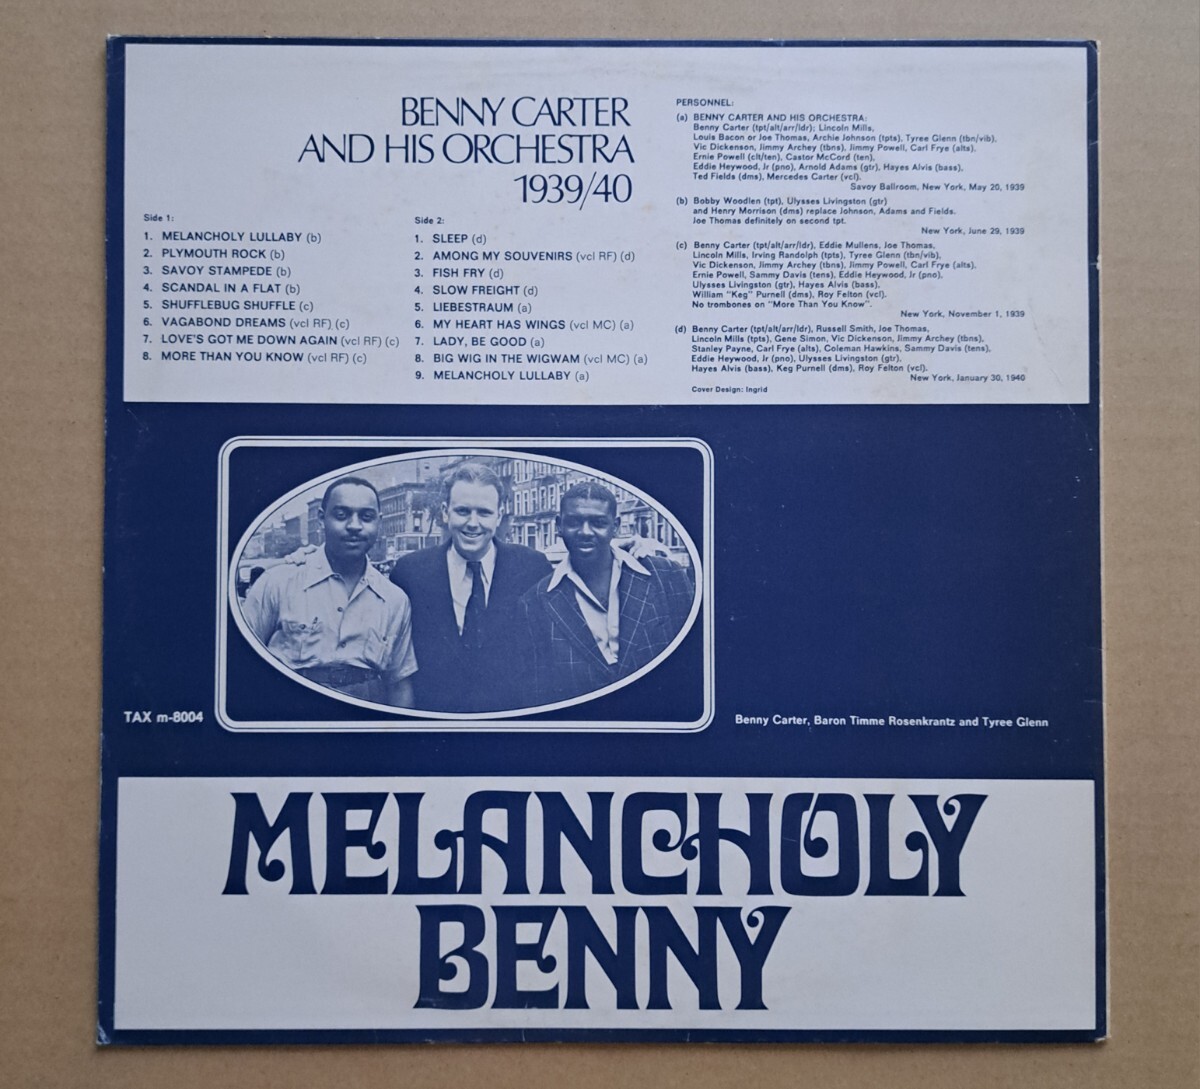 BENNY CARTER
AND HIS ORCHESTRA
1939/40
Side 1:
1. MELANCHOLY LULLABY (b)
2. PLYMOUTH ROCK (b)
3. SAVOY STAMPEDE (b)
4. SCANDAL IN A FLAT (b)
5. SHUFFLEBUG SHUFFLE (c)
6. VAGABOND DREAMS (vcl RF) (c)
7. LOVE'S GOT ME DOWN AGAIN (vcl RF) (c)
8. MORE THAN YOU KNOW (vcl RF) (c)
Side 2:
1. SLEEP (d)
2. AMONG MY SOUVENIRS (vcl RF) (d)
3. FISH FRY (d)
4. SLOW FREIGHT (d)
5. LIEBESTRAUM (a)
6. MY HEART HAS WINGS (vcl MC) (a)
7. LADY, BE GOOD (a)
8. BIG WIG IN THE WIGWAM (vcl MC) (a)
9. MELANCHOLY LULLABY (a)
PERSONNEL:
(a) BENNY CARTER AND HIS ORCHESTRA:
Benny Carter (tpt/alt/arr/ldr); Lincoln Mills,
Louis Bacon or Joe Thomas, Archie Johnson (tpts), Tyree Glenn (tbn/vib),
Vic Dickenson, Jimmy Archey (tbns), Jimmy Powell, Carl Frye (alts),
Ernie Powell (clt/ten), Castor McCord (ten),
Eddie Heywood, Jr (pno), Arnold Adams (gtr), Hayes Alvis (bass),
Ted Fields (dms), Mercedes Carter (vcl).
Savoy Ballroom, New York, May 20, 1939
(b) Bobby Woodlen (tpt), Ulysses Livingston (gtr)
and Henry Morrison (dms) replace Johnson, Adams and Fields.
Joe Thomas definitely on second tpt.
New York, June 29, 1939
(c) Benny Carter (tpt/alt/arr/ldr), Eddie Mullens, Joe Thomas,
Lincoln Mills, Irving Randolph (tpts), Tyree Glenn (tbn/vib),
Vic Dickenson, Jimmy Archey (tbns), Jimmy Powell, Carl Frye (alts),
Ernie Powell, Sammy Davis (tens), Eddie Heywood, Jr (pno),
Ulysses Livingston (gtr), Hayes Alvis (bass),
William "Keg" Purnell (dms), Roy Felton (vcl).
No trombones on "More Than You Know".
New York, November 1, 1939
(d) Benny Carter (tpt/alt/arr/ldr), Russell Smith, Joe Thomas,
Lincoln Mills (tpts), Gene Simon, Vic Dickenson, Jimmy Archey (tbns),
Stanley Payne, Carl Frye (alts), Coleman Hawkins, Sammy Davis (tens),
Eddie Heywood, Jr (pno), Ulysses Livingston (gtr).
Hayes Alvis (bass), Keg Purnell (dms), Roy Felton (vcl).
New York, January 30, 1940
Cover Design: Ingrid
TAX m-8004
Benny Carter, Baron Timme Rosenkrantz and Tyree Glenn
MELANCHOLY
BENNY